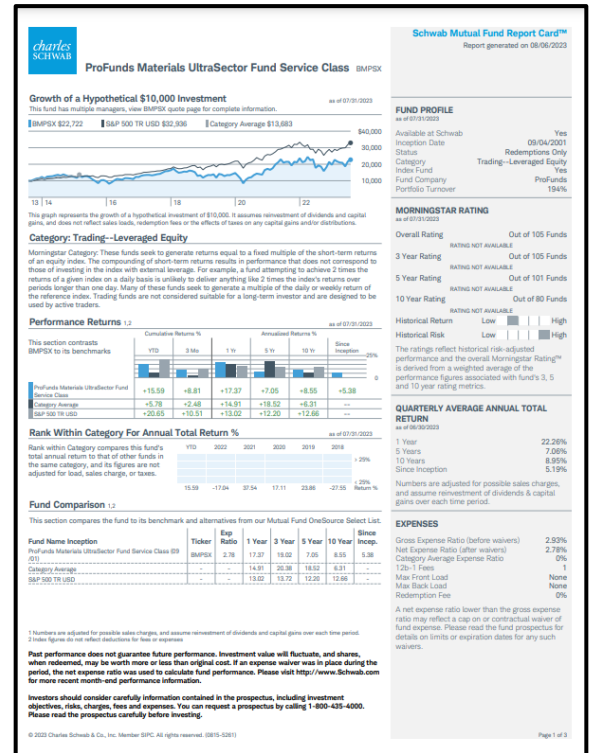 charles
SCHWAB
Schwab Mutual Fund Report Card™
Report generated on 08/06/2023
ProFunds Materials UltraSector Fund Service Class BMPSX
Growth of a Hypothetical $10,000 Investment as of 07/31/2023
This fund has multiple managers, view BMPSX quote page for complete information.
BMPSX $22,722 S&P 500 TR USD $32,936 Category Average $13,683
$40,000
30,000
20,000
10,000
13 14 16 18 20 22
This graph represents the growth of a hypothetical investment of $10,000. It assumes reinvestment of dividends and capital
gains, and does not reflect sales loads, redemption fees or the effects of taxes on any capital gains and/or distributions.
Category: Trading--Leveraged Equity
Morningstar Category: These funds seek to generate returns equal to a fixed multiple of the short-term returns
of an equity index. The compounding of short-term returns results in performance that does not correspond to
those of investing in the index with external leverage. For example, a fund attempting to achieve 2 times the
returns of a given index on a daily basis is unlikely to deliver anything like 2 times the index's returns over
periods longer than one day. Many of these funds seek to generate a multiple of the daily or weekly return of
the reference index. Trading funds are not considered suitable for a long-term investor and are designed to be
used by active traders.
Performance Returns 1,2 as of 07/31/2023
Cumulative Returns % Annualized Returns %
This section contrasts
BMPSX to its benchmarks
YTD 3 Mo 1 Yr 5 Yr 10 Yr Since Inception
25%
0
ProFunds Materials UltraSector Fund
Service Class +15.59 +8.81 +17.37 +7.05 +8.55 +5.38
Category Average +5.78 +2.48 +14.91 +18.52 +6.31 --
S&P 500 TR USD +20.65 +10.51 +13.02 +12.20 +12.66 --
Rank Within Category For Annual Total Return % as of 07/31/2023
Rank within Category compares this fund's
total annual return to that of other funds in
the same category, and its figures are not
adjusted for load, sales charge, or taxes.
YTD 2022 2021 2020 2019 2018
> 25%
< 25%
15.59 -17.04 37.54 17.11 23.86 -27.55 Return %
Fund Comparison 1,2
This section compares the fund to its benchmark and alternatives from our Mutual Fund OneSource Select List.
Fund Name Inception Ticker Exp Ratio 1 Year 3 Year 5 Year 10 Year Since Incep.
ProFunds Materials UltraSector Fund Service Class (09
/01) BMPSX 2.78 17.37 19.02 7.05 8.55 5.38
Category Average - - 14.91 20.38 18.52 6.31 -
S&P 500 TR USD - - 13.02 13.72 12.20 12.66 -
1 Numbers are adjusted for possible sales charges, and assume reinvestment of dividends and capital gains over each time period.
2 Index figures do not reflect deductions for fees or expenses
Past performance does not guarantee future performance. Investment value will fluctuate, and shares,
when redeemed, may be worth more or less than original cost. If an expense waiver was in place during the
period, the net expense ratio was used to calculate fund performance. Please visit http://www.Schwab.com
for more recent month-end performance information.
Investors should consider carefully information contained in the prospectus, including investment
objectives, risks, charges, fees and expenses. You can request a prospectus by calling 1-800-435-4000.
Please read the prospectus carefully before investing.
© 2023 Charles Schwab & Co., Inc. Member SIPC. All rights reserved. (0815-5261)
FUND PROFILE
as of 07/31/2023
Available at Schwab Yes
Inception Date 09/04/2001
Status Redemptions Only
Category Trading--Leveraged Equity
Index Fund Yes
Fund Company ProFunds
Portfolio Turnover 194%
MORNINGSTAR RATING
as of 07/31/2023
Overall Rating Out of 105 Funds
RATING NOT AVAILABLE
3 Year Rating Out of 105 Funds
RATING NOT AVAILABLE
5 Year Rating Out of 101 Funds
RATING NOT AVAILABLE
10 Year Rating Out of 80 Funds
RATING NOT AVAILABLE
Historical Return Low High
Historical Risk Low High
The ratings reflect historical risk-adjusted
performance and the overall Morningstar Rating™
is derived from a weighted average of the
performance figures associated with fund's 3, 5
and 10 year rating metrics.
QUARTERLY AVERAGE ANNUAL TOTAL
RETURN
as of 06/30/2023
1 Year 22.26%
5 Years 7.06%
10 Years 8.95%
Since Inception 5.19%
Numbers are adjusted for possible sales charges,
and assume reinvestment of dividends & capital
gains over each time period.
EXPENSES
Gross Expense Ratio (before waivers) 2.93%
Net Expense Ratio (after waivers) 2.78%
Category Average Expense Ratio 0%
12b-1 Fees 1
Max Front Load None
Max Back Load None
Redemption Fee 0%
A net expense ratio lower than the gross expense
ratio may reflect a cap on or contractual waiver of
fund expense. Please read the fund prospectus for
details on limits or expiration dates for any such
waivers.
Page 1 of 3